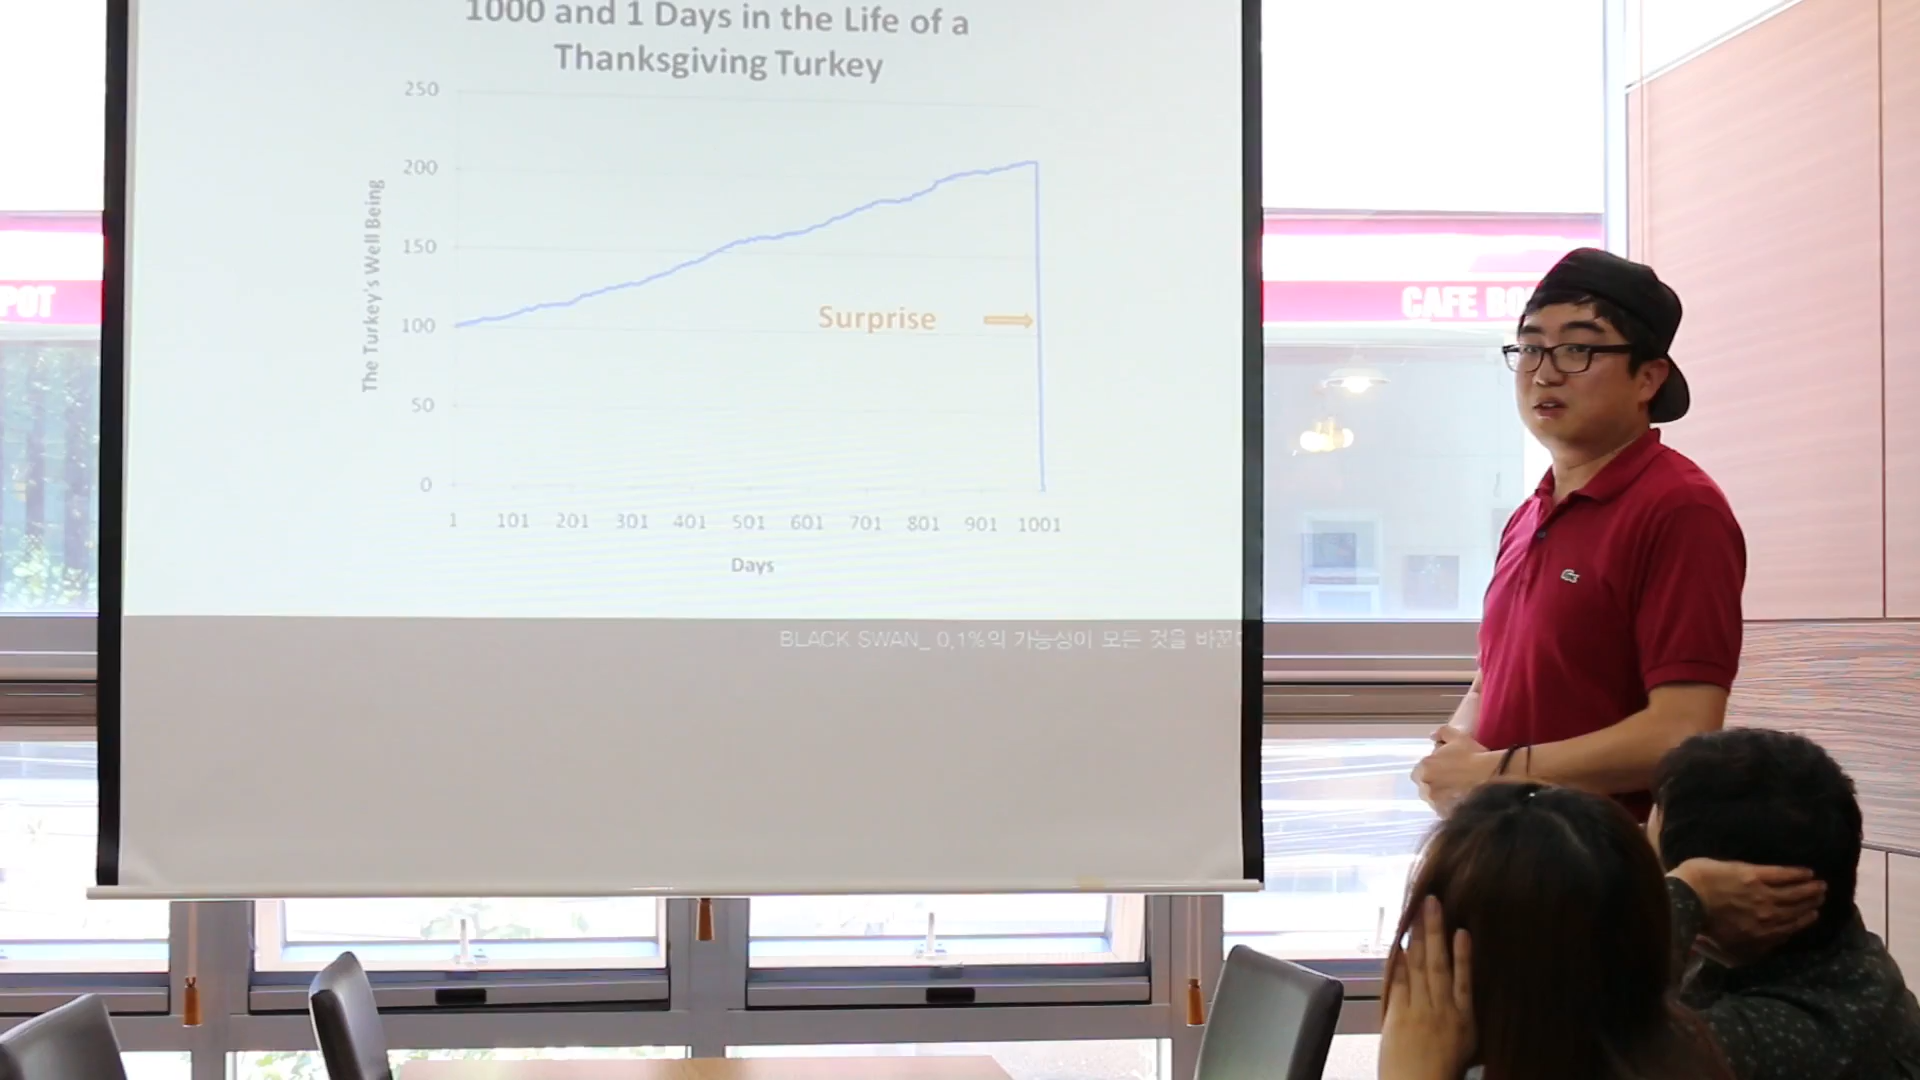 1000 and 1 Days in the Life of a
Thanksgiving Turkey
250
200
150
100
50
0
The Turkey's Well Being
Surprise
1 101 201 301 401 501 601 701 801 901 1001
Days
BLACK SWAN_ 0,1%의 가능성이 모든 것을
POT
CAFE